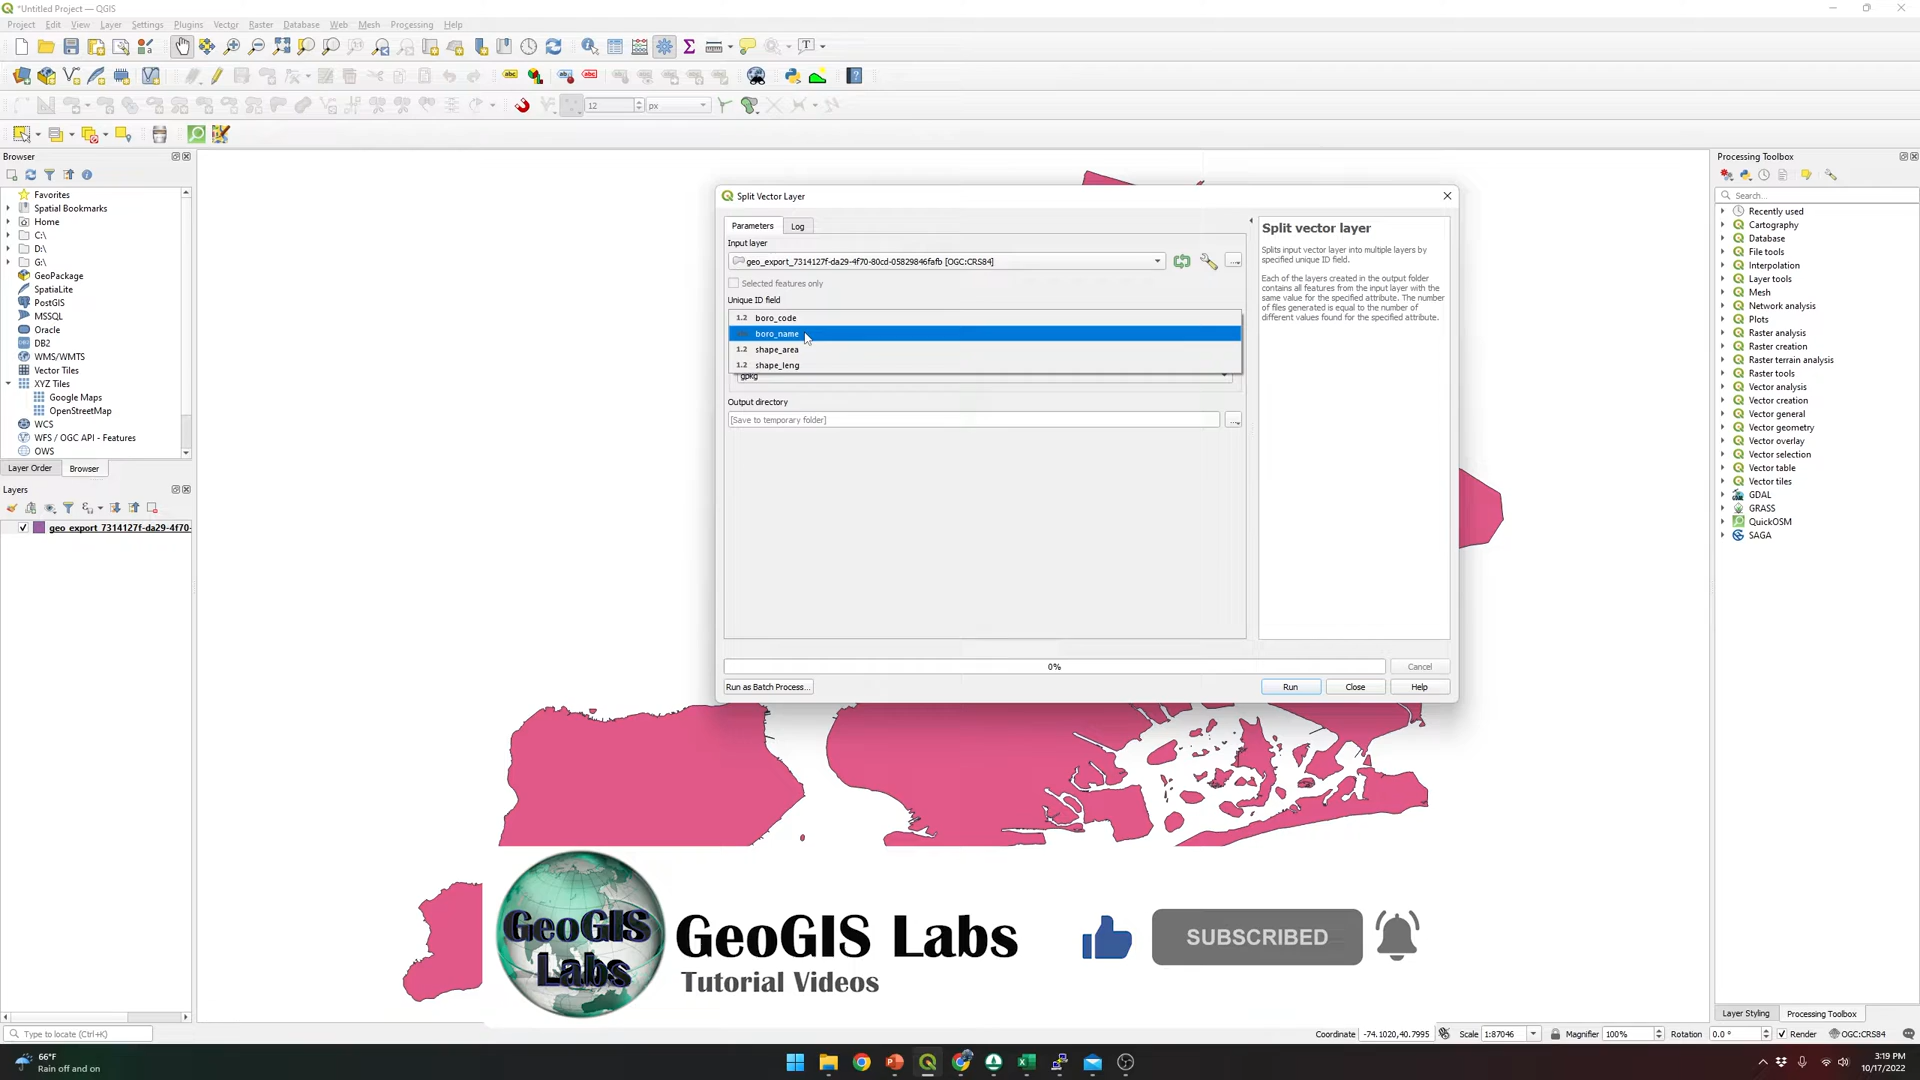 *Untitled Project — QGIS
Project Edit View Layer Settings Plugins Vector Raster Database Web Mesh Processing Help
12 px
Browser
Favorites
Spatial Bookmarks
Home
C:\
D:\
G:\
GeoPackage
SpatiaLite
PostGIS
MSSQL
Oracle
DB2
WMS/WMTS
Vector Tiles
XYZ Tiles
Google Maps
OpenStreetMap
WCS
WFS / OGC API - Features
OWS
Layer Order Browser
Layers
geo_export_7314127f-da29-4f70-
Split Vector Layer
Parameters Log
Input layer
geo_export_7314127f-da29-4f70-80cd-05829846fafb [OGC:CRS84]
Selected features only
Unique ID field
1.2 boro_code
boro_name
1.2 shape_area
1.2 shape_leng
gpkg
Output directory
[Save to temporary folder]
0%
Cancel
Run as Batch Process...
Run Close Help
Split vector layer
Splits input vector layer into multiple layers by
specified unique ID field.
Each of the layers created in the output folder
contains all features from the input layer with the
same value for the specified attribute. The number
of files generated is equal to the number of
different values found for the specified attribute.
Processing Toolbox
Search...
Recently used
Cartography
Database
File tools
Interpolation
Layer tools
Mesh
Network analysis
Plots
Raster analysis
Raster creation
Raster terrain analysis
Raster tools
Vector analysis
Vector creation
Vector general
Vector geometry
Vector overlay
Vector selection
Vector table
Vector tiles
GDAL
GRASS
QuickOSM
SAGA
GeoGIS
Labs
GeoGIS Labs
Tutorial Videos
SUBSCRIBED
Layer Styling Processing Toolbox
Type to locate (Ctrl+K)
Coordinate -74.1020,40.7995 Scale 1:87046 Magnifier 100% Rotation 0.0 ° Render OGC:CRS84
66°F
Rain off and on
3:19 PM
10/17/2022